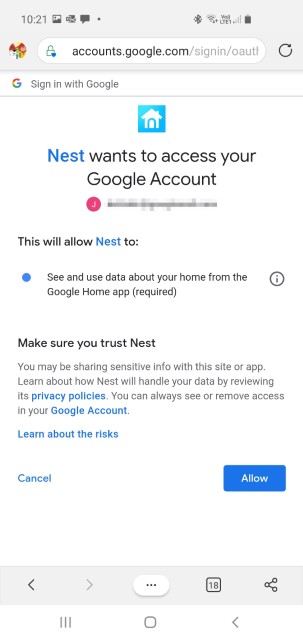 10:21
accounts.google.com/signin/oautl
G Sign in with Google
Nest wants to access your
Google Account
J
This will allow Nest to:
See and use data about your home from the
Google Home app (required)
Make sure you trust Nest
You may be sharing sensitive info with this site or app.
Learn about how Nest will handle your data by reviewing
its privacy policies. You can always see or remove access
in your Google Account.
Learn about the risks
Cancel
Allow
18